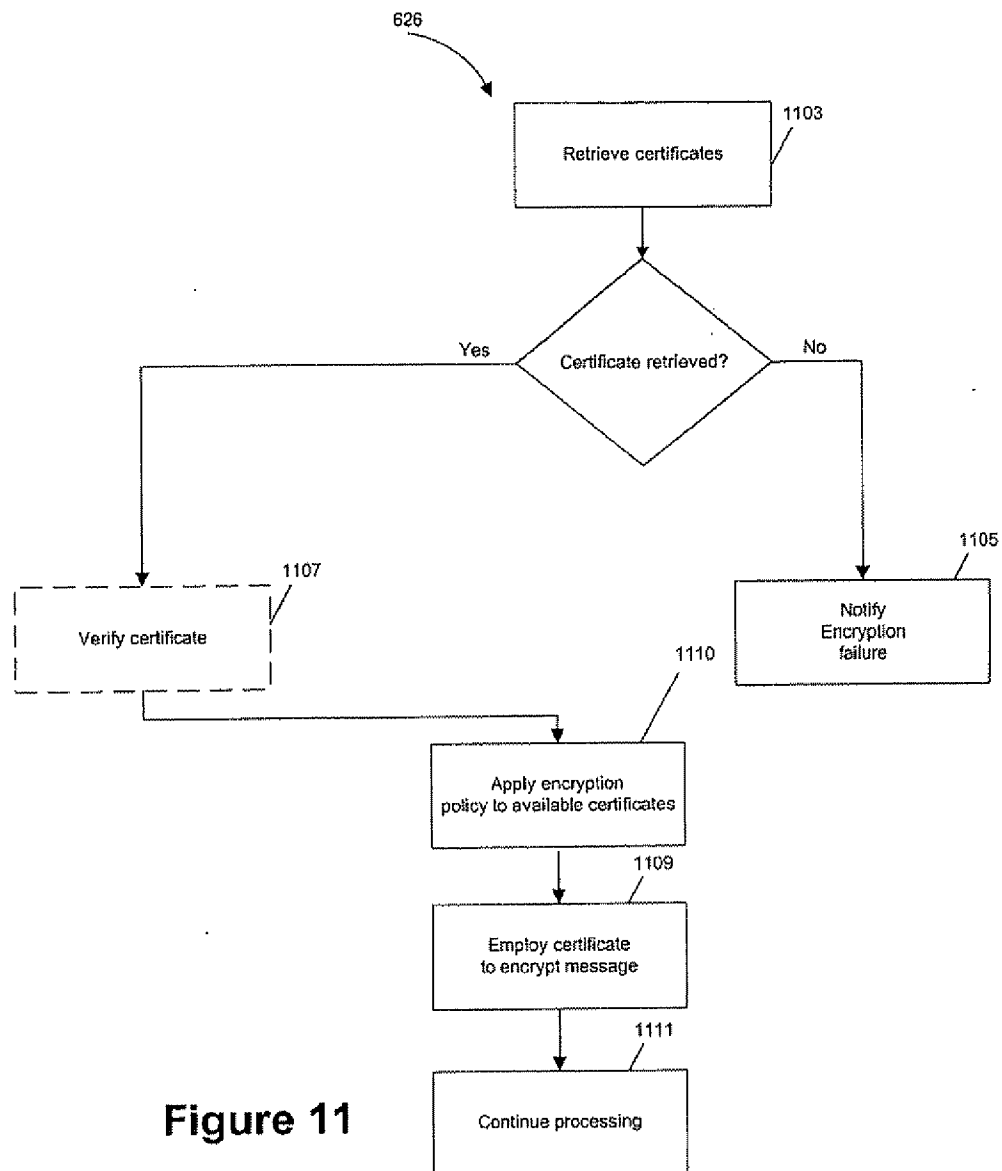 626
1103
Retrieve certificates
Yes
Certificate retrieved?
No
1107
1105
Verify certificate
Notify
Encryption
failure
1110
Apply encryption
policy to available certificates
1109
Employ certificate
to encrypt message
1111
Continue processing
Figure 11